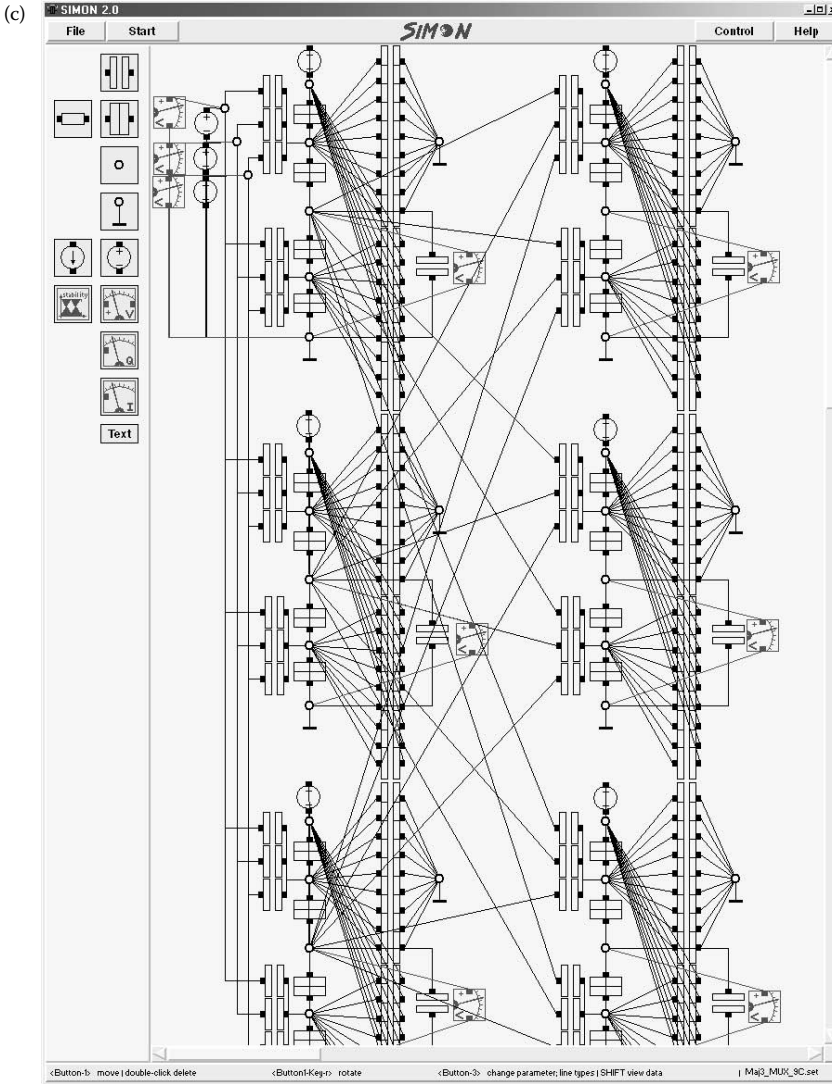 (c)
SIMON 2.0
File Start SIMON Control Help
stability
V
Q
I
Text
<Button-1> move | double-click delete <Button1-Key-r> rotate <Button-3> change parameter; line types | SHIFT view data | Maj3_MUX_9C.set